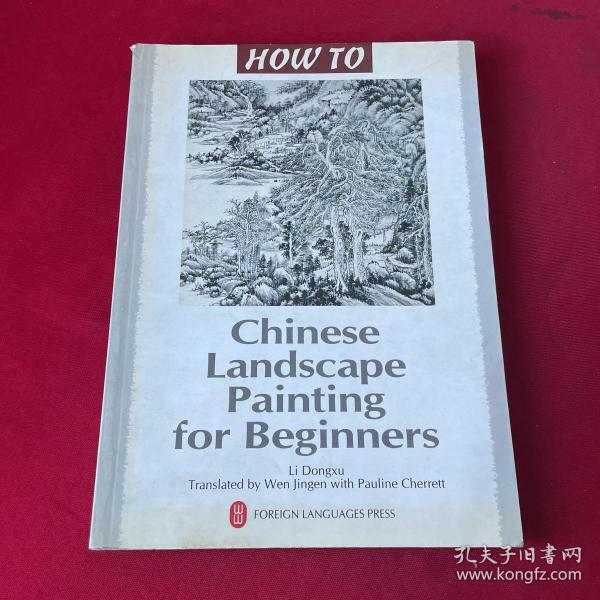 HOW TO
Chinese
Landscape
Painting
for Beginners
Li Dongxu
Translated by Wen Jingen with Pauline Cherrett
FOREIGN LANGUAGES PRESS
孔夫子旧书网
www.kongfz.com